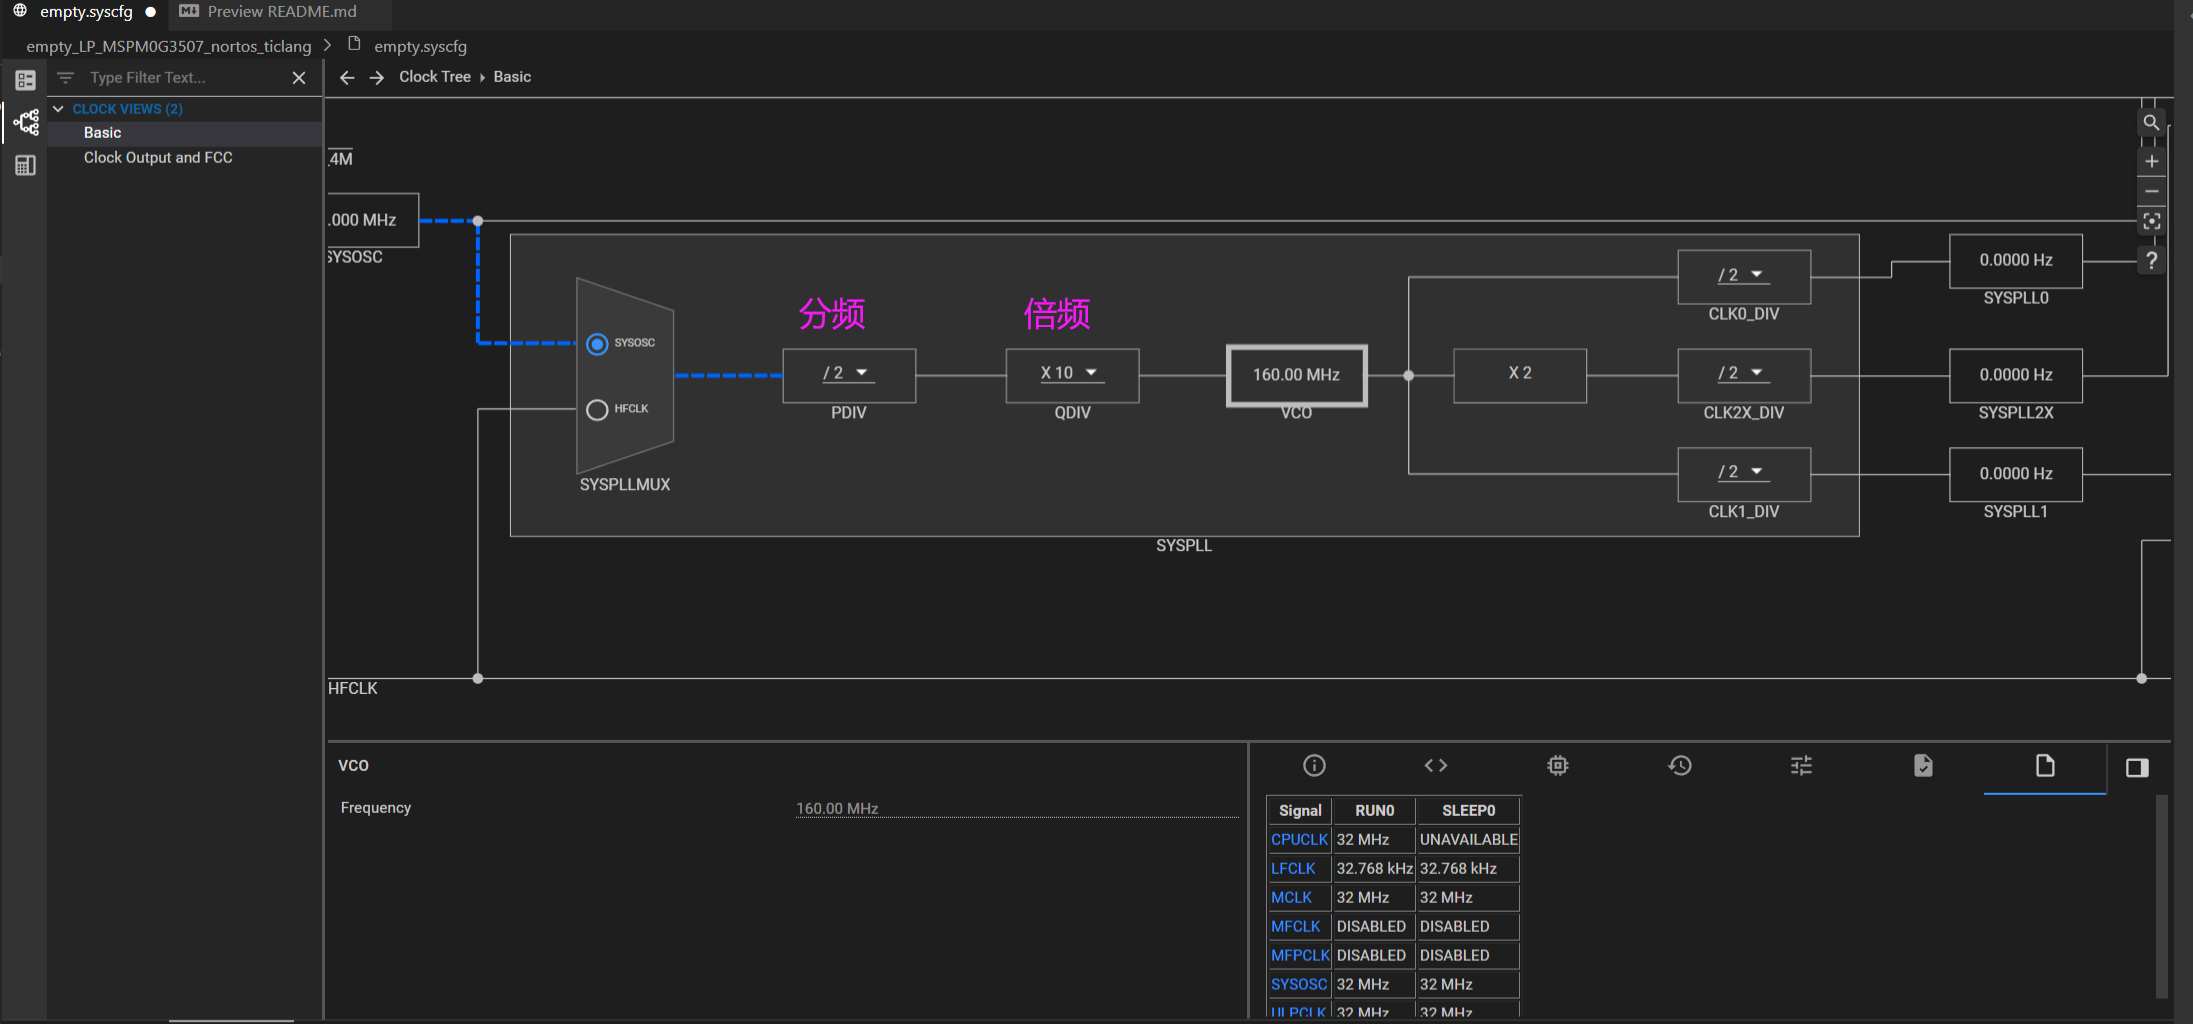 empty.syscfg ● M↓ Preview README.md
empty_LP_MSPM0G3507_nortos_ticlang > empty.syscfg
Type Filter Text...
Clock Tree Basic
CLOCK VIEWS (2)
Basic
Clock Output and FCC
4M
.000 MHz
SYSOSC
分频
倍频
SYSOSC
HFCLK
SYSPLLMUX
/ 2
PDIV
X 10
QDIV
160.00 MHz
VCO
X 2
/ 2
CLK0_DIV
/ 2
CLK2X_DIV
/ 2
CLK1_DIV
0.0000 Hz
SYSPLL0
0.0000 Hz
SYSPLL2X
0.0000 Hz
SYSPLL1
SYSPLL
HFCLK
VCO
Frequency 160.00 MHz
Signal RUN0 SLEEP0
CPUCLK 32 MHz UNAVAILABLE
LFCLK 32.768 kHz 32.768 kHz
MCLK 32 MHz 32 MHz
MFCLK DISABLED DISABLED
MFPCLK DISABLED DISABLED
SYSOSC 32 MHz 32 MHz
ULPCLK 32 MHz 32 MHz